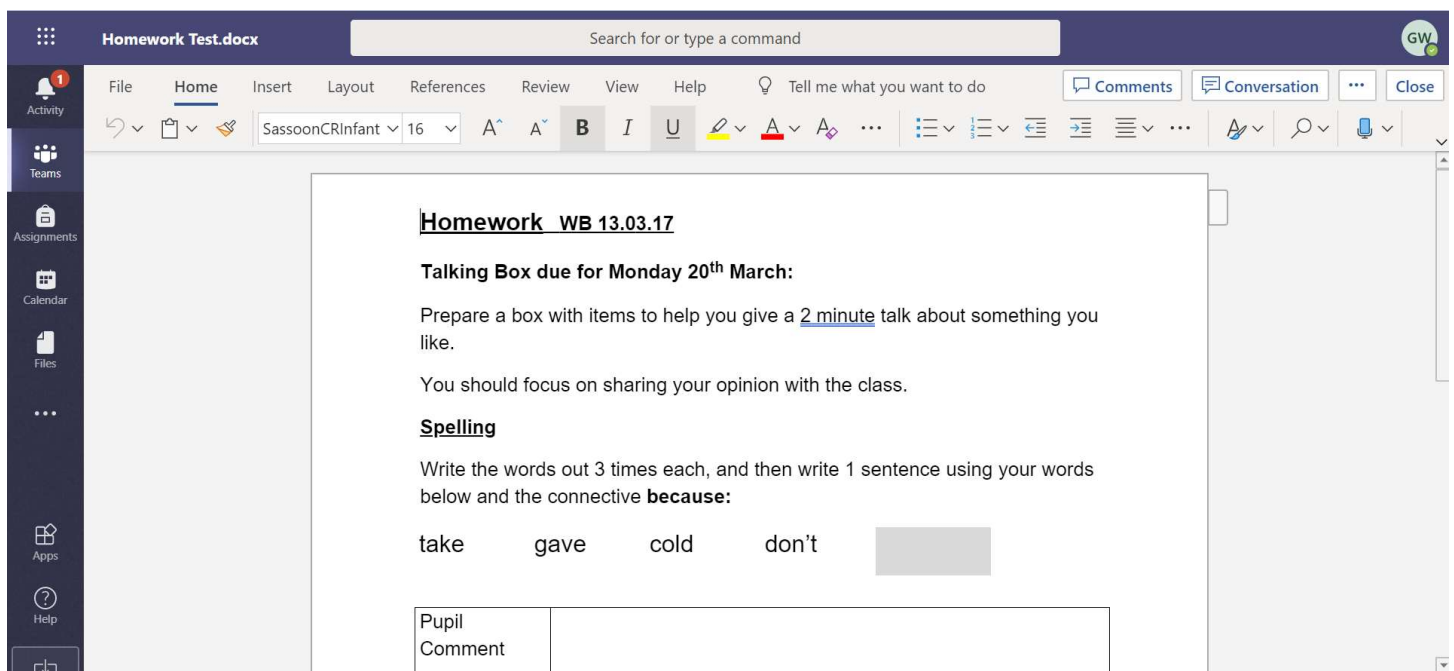 Homework Test.docx
Search for or type a command
GW
1
Activity
File Home Insert Layout References Review View Help Tell me what you want to do Comments Conversation ... Close
SassoonCRInfant 16 A A B I U A A ...
Teams
Assignments
Calendar
Files
Apps
Help
Homework WB 13.03.17
Talking Box due for Monday 20th March:
Prepare a box with items to help you give a 2 minute talk about something you
like.
You should focus on sharing your opinion with the class.
Spelling
Write the words out 3 times each, and then write 1 sentence using your words
below and the connective because:
take gave cold don't
Pupil
Comment